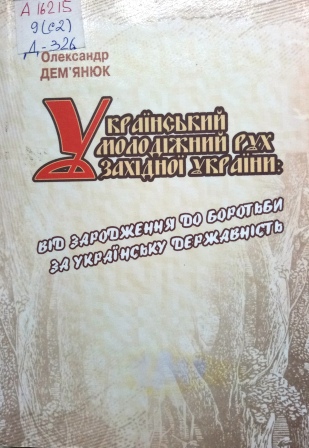 А 16215
9(с2)
Д-326
Олександр
ДЕМ'ЯНЮК
УКРАЇНСЬКИЙ
МОЛОДІЖНИЙ РУХ
ЗАХІДНОЇ УКРАЇНИ:
ВІД ЗАРОДЖЕННЯ ДО БОРОТЬБИ
ЗА УКРАЇНСЬКУ ДЕРЖАВНІСТЬ